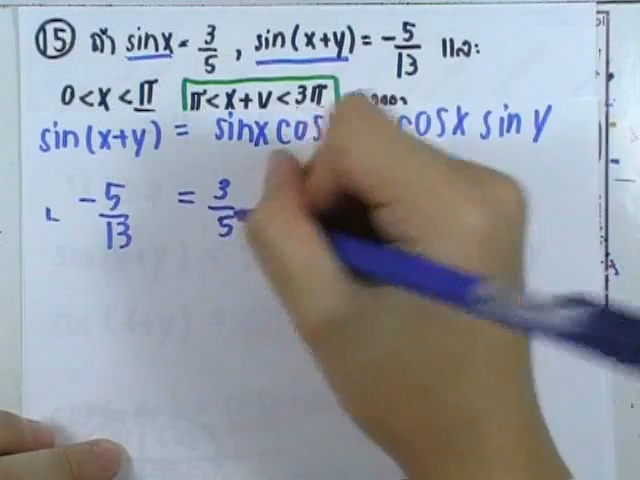 15 ถ้า sinx = 3/5 , sin(x+y) = -5/13 และ
0 < x < π π < x + y < 3π
sin(x+y) = sinx cos cosx sin y
-5/13 = 3/5